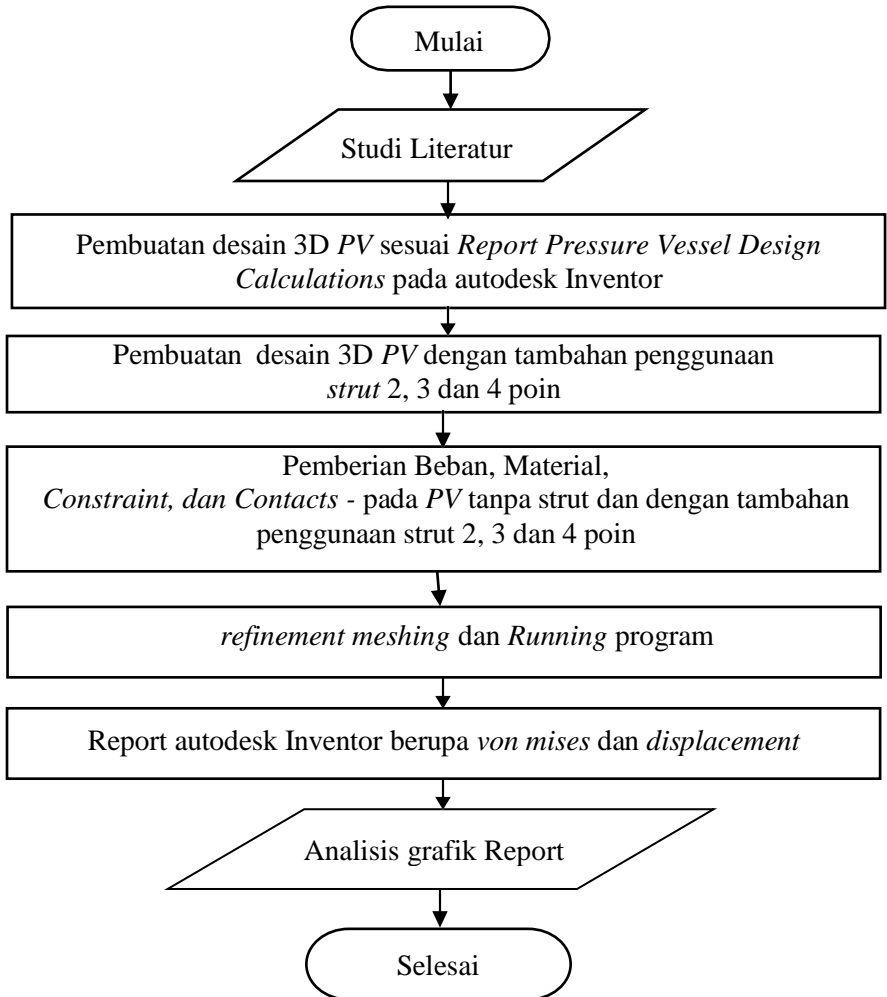 Mulai
Studi Literatur
Pembuatan desain 3D PV sesuai Report Pressure Vessel Design
Calculations pada autodesk Inventor
Pembuatan desain 3D PV dengan tambahan penggunaan
strut 2, 3 dan 4 poin
Pemberian Beban, Material,
Constraint, dan Contacts - pada PV tanpa strut dan dengan tambahan
penggunaan strut 2, 3 dan 4 poin
refinement meshing dan Running program
Report autodesk Inventor berupa von mises dan displacement
Analisis grafik Report
Selesai